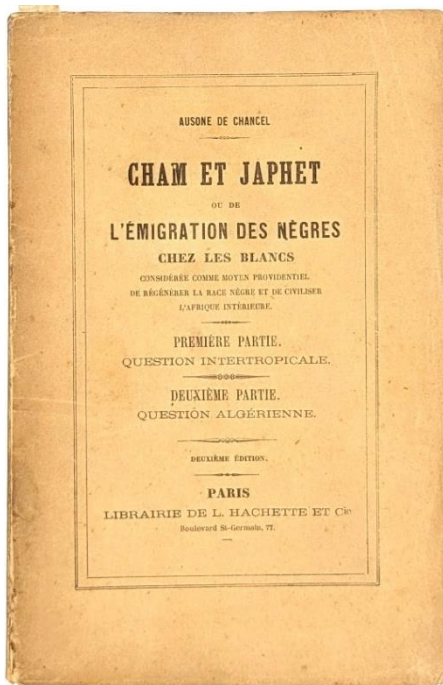 AUSONE DE CHANCEL
CHAM ET JAPHET
OU DE
L'ÉMIGRATION DES NÈGRES
CHEZ LES BLANCS
CONSIDÉRÉE COMME MOYEN PROVIDENTIEL
DE RÉGÉNÉRER LA RACE NÈGRE ET DE CIVILISER
L'AFRIQUE INTÉRIEURE.
PREMIÈRE PARTIE.
QUESTION INTERTROPICALE.
DEUXIÈME PARTIE.
QUESTION ALGÉRIENNE.
DEUXIÈME ÉDITION.
PARIS
LIBRAIRIE DE L. HACHETTE ET Cie
Boulevard St-Germain, 77.